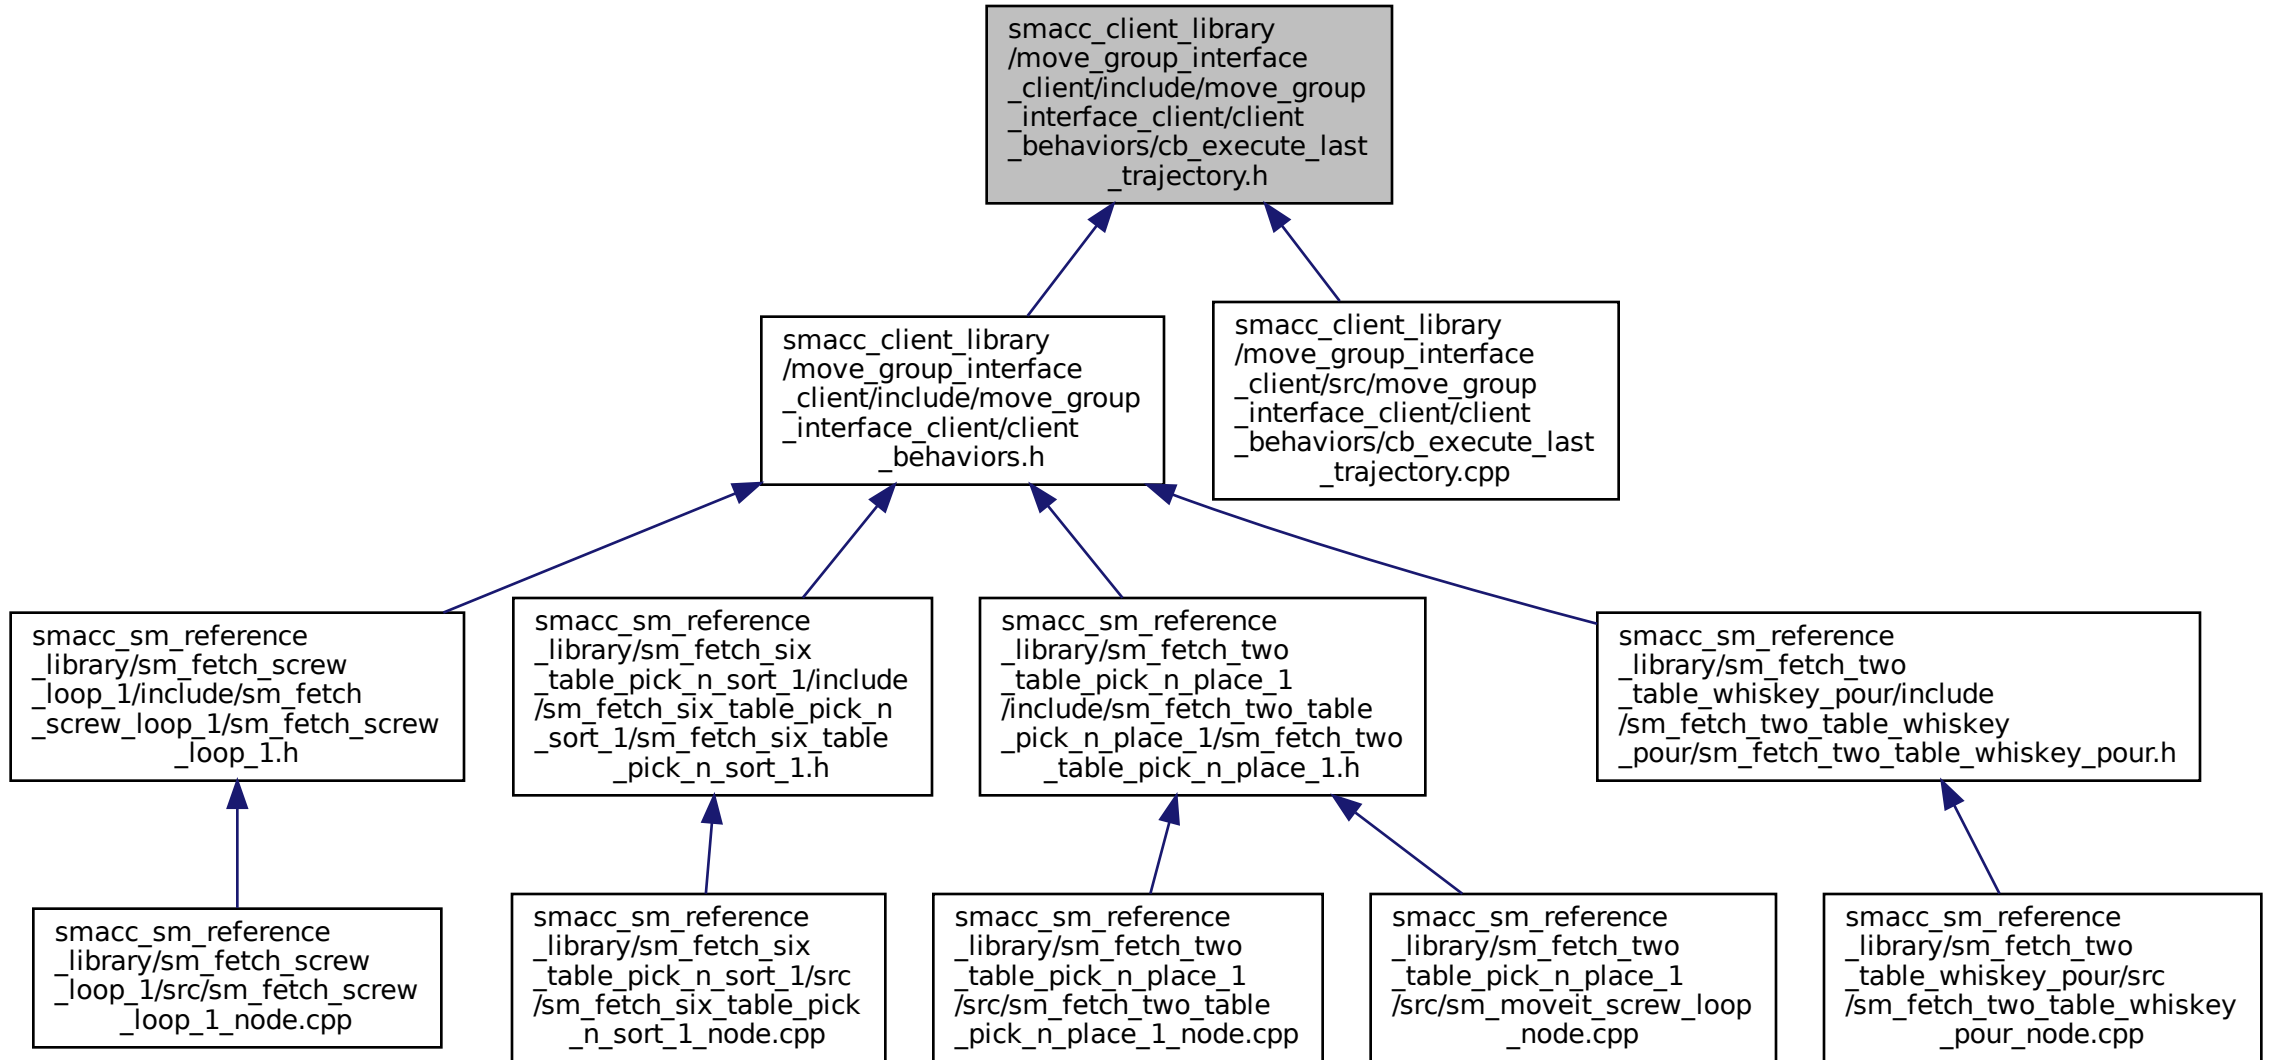 smacc_client_library
/move_group_interface
_client/include/move_group
_interface_client/client
_behaviors/cb_execute_last
_trajectory.h
smacc_client_library
/move_group_interface
_client/include/move_group
_interface_client/client
_behaviors.h
smacc_client_library
/move_group_interface
_client/src/move_group
_interface_client/client
_behaviors/cb_execute_last
_trajectory.cpp
smacc_sm_reference
_library/sm_fetch_screw
_loop_1/include/sm_fetch
_screw_loop_1/sm_fetch_screw
_loop_1.h
smacc_sm_reference
_library/sm_fetch_six
_table_pick_n_sort_1/include
/sm_fetch_six_table_pick_n
_sort_1/sm_fetch_six_table
_pick_n_sort_1.h
smacc_sm_reference
_library/sm_fetch_two
_table_pick_n_place_1
/include/sm_fetch_two_table
_pick_n_place_1/sm_fetch_two
_table_pick_n_place_1.h
smacc_sm_reference
_library/sm_fetch_two
_table_whiskey_pour/include
/sm_fetch_two_table_whiskey
_pour/sm_fetch_two_table_whiskey_pour.h
smacc_sm_reference
_library/sm_fetch_screw
_loop_1/src/sm_fetch_screw
_loop_1_node.cpp
smacc_sm_reference
_library/sm_fetch_six
_table_pick_n_sort_1/src
/sm_fetch_six_table_pick
_n_sort_1_node.cpp
smacc_sm_reference
_library/sm_fetch_two
_table_pick_n_place_1
/src/sm_fetch_two_table
_pick_n_place_1_node.cpp
smacc_sm_reference
_library/sm_fetch_two
_table_pick_n_place_1
/src/sm_moveit_screw_loop
_node.cpp
smacc_sm_reference
_library/sm_fetch_two
_table_whiskey_pour/src
/sm_fetch_two_table_whiskey
_pour_node.cpp